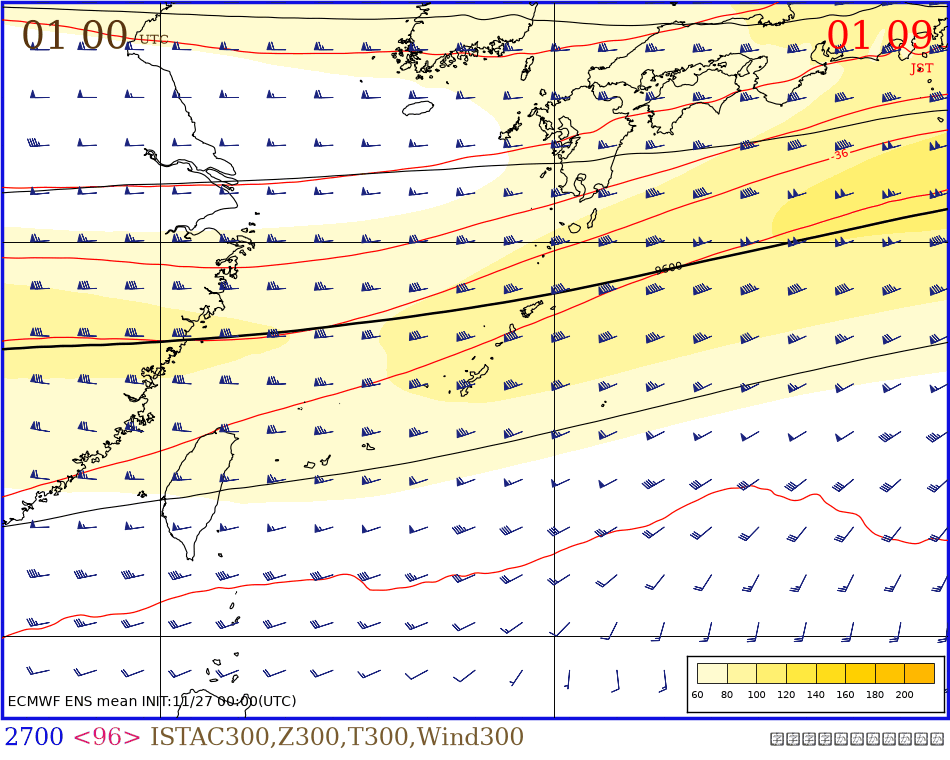 01 00 UTC
01 09
JST
-36
9600
60 80 100 120 140 160 180 200
ECMWF ENS mean INIT:11/27 00:00(UTC)
2700 <96> ISTAC300,Z300,T300,Wind300